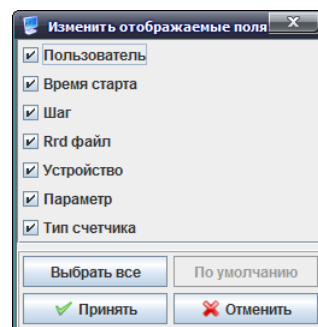 Изменить отображаемые поля
Пользователь
Время старта
Шаг
Rrd файл
Устройство
Параметр
Тип счетчика
Выбрать все
По умолчанию
Принять
Отменить